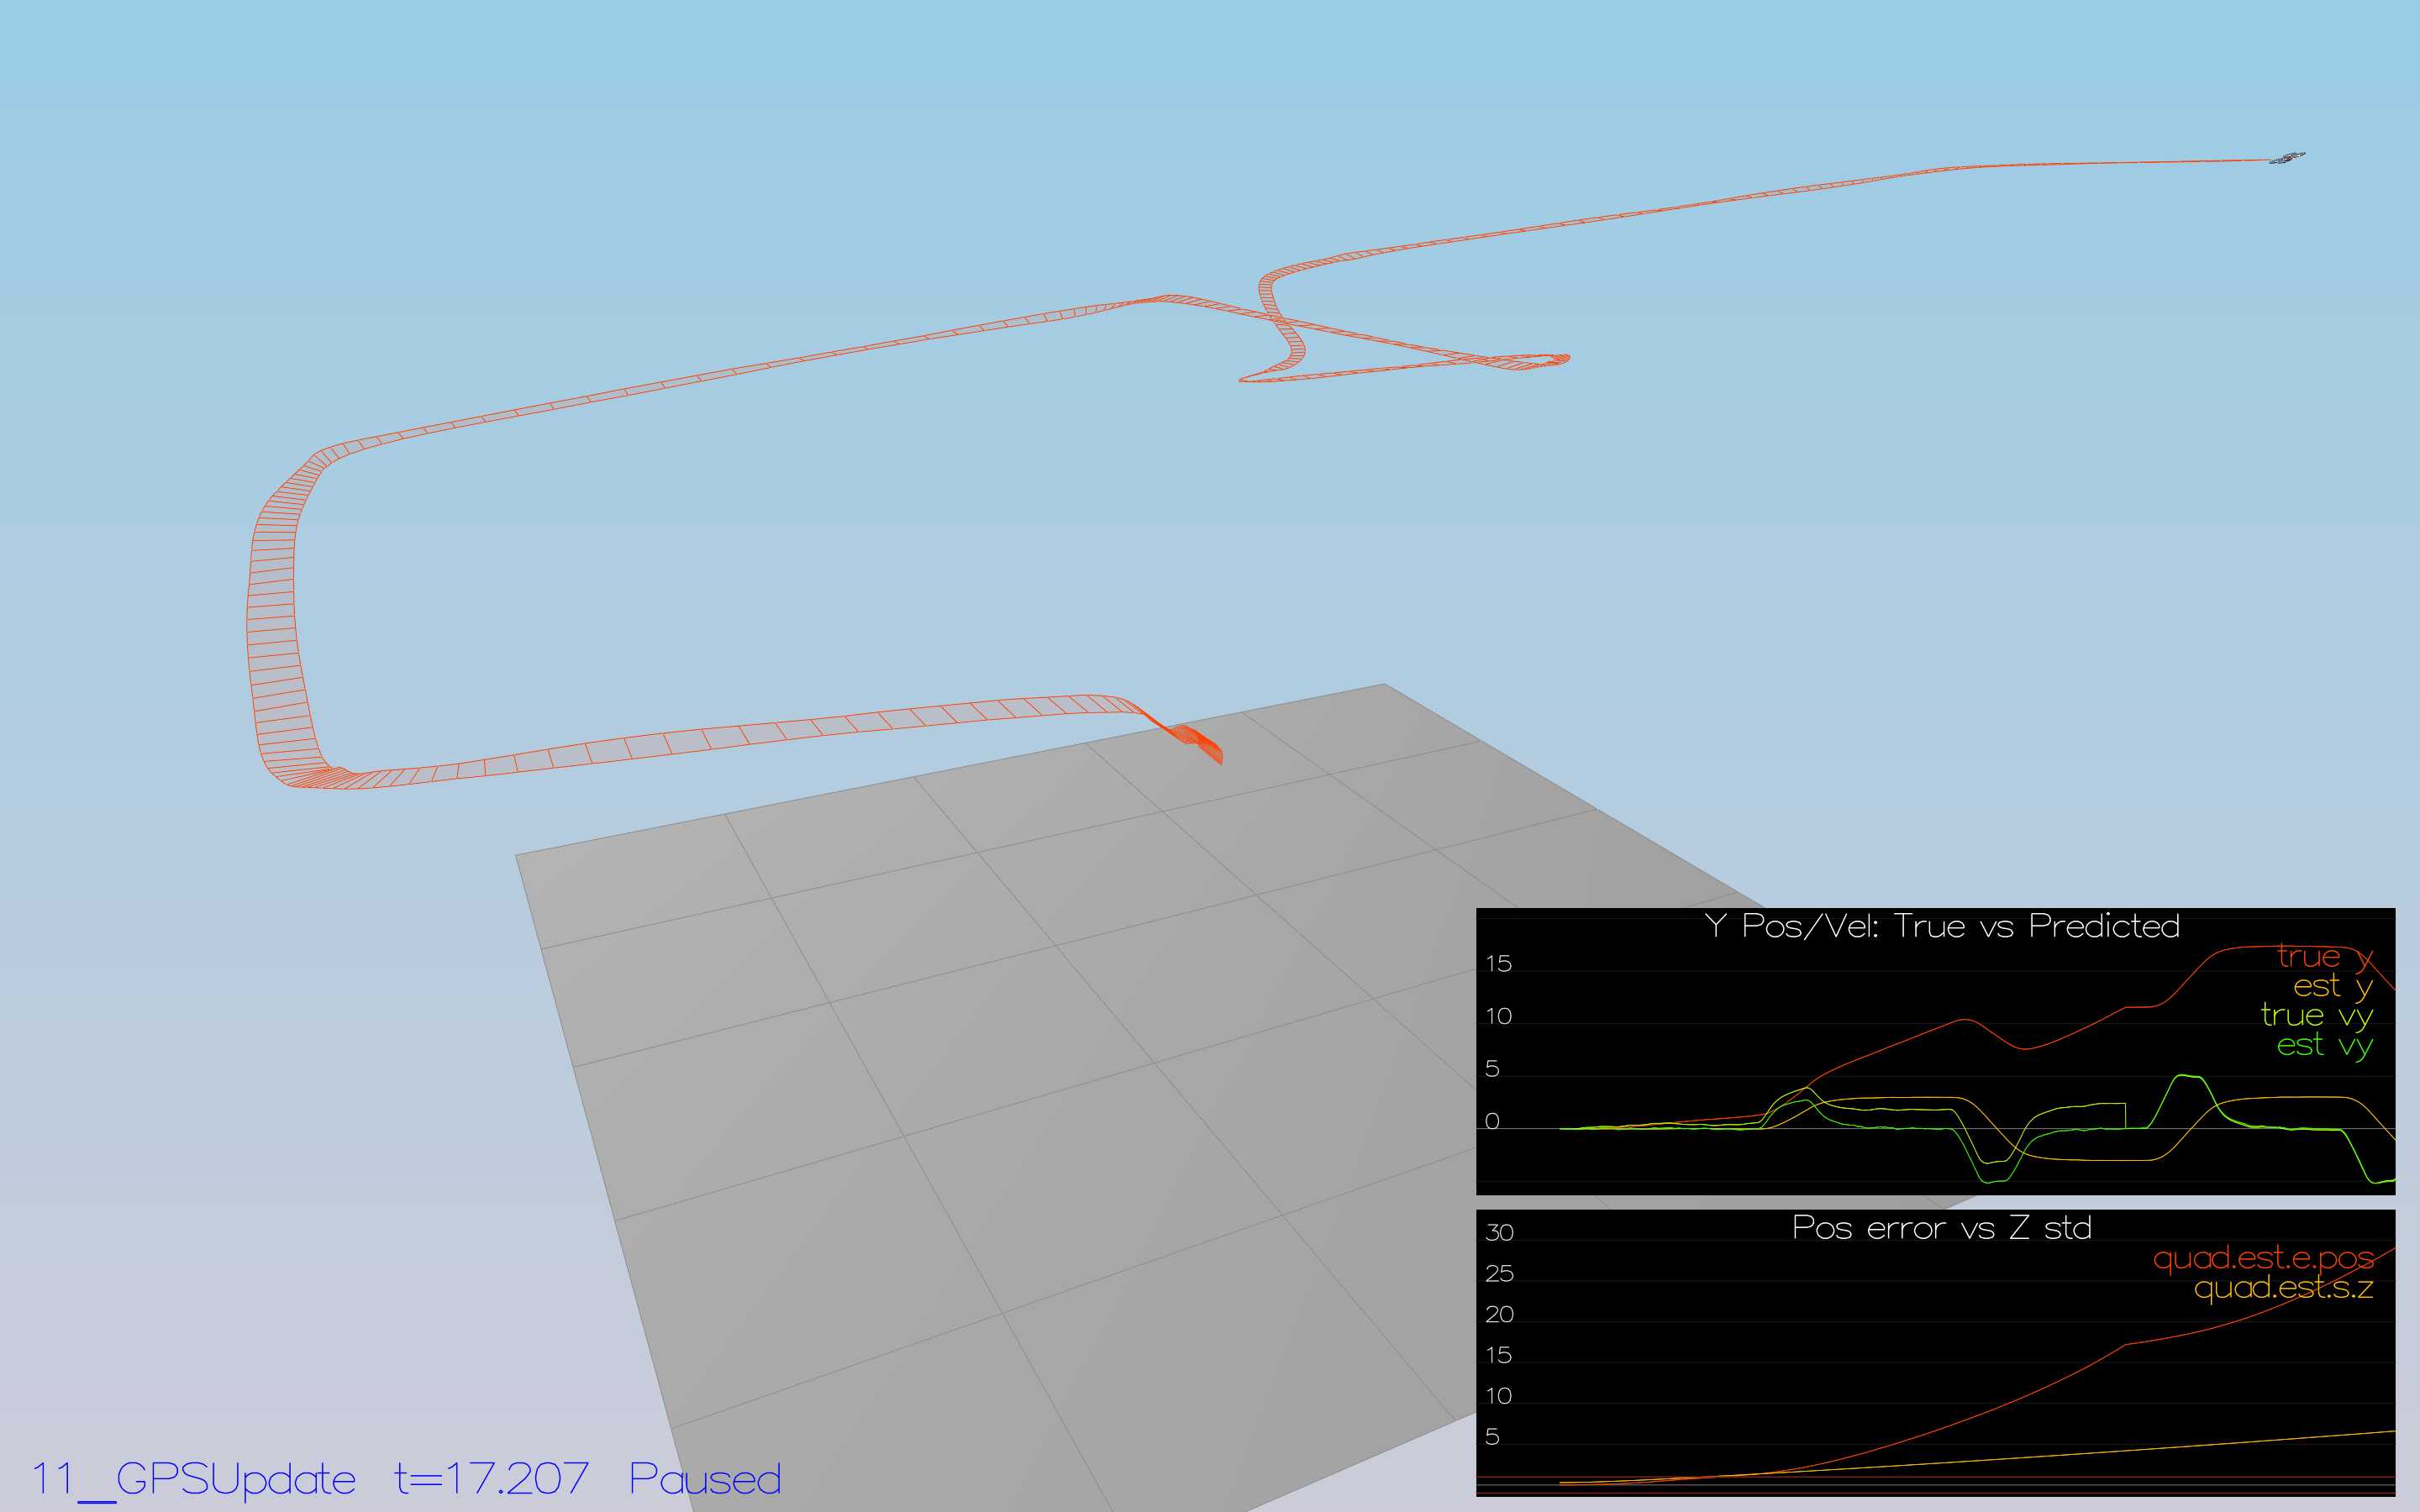 Y Pos/Vel: True vs Predicted
true y
15
est y
10
true vy
est vy
5
0
Pos error vs Z std
30
quad.est.e.pos
25
quad.est.s.z
20
15
10
5
11_GPSUpdate t=17.207 Paused